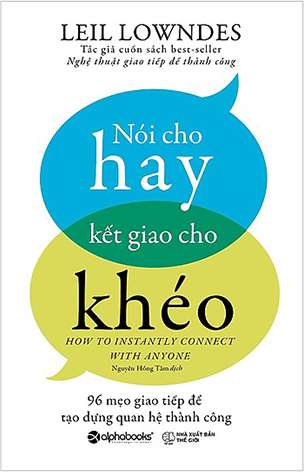 LEIL LOWNDES
Tác giả cuốn sách best-seller
Nghệ thuật giao tiếp để thành công
Nói cho
hay
kết giao cho
khéo
HOW TO INSTANTLY CONNECT
WITH ANYONE
Nguyễn Hồng Tâm dịch
96 mẹo giao tiếp để
tạo dựng quan hệ thành công
alphabooks
NHÀ XUẤT BẢN
THẾ GIỚI